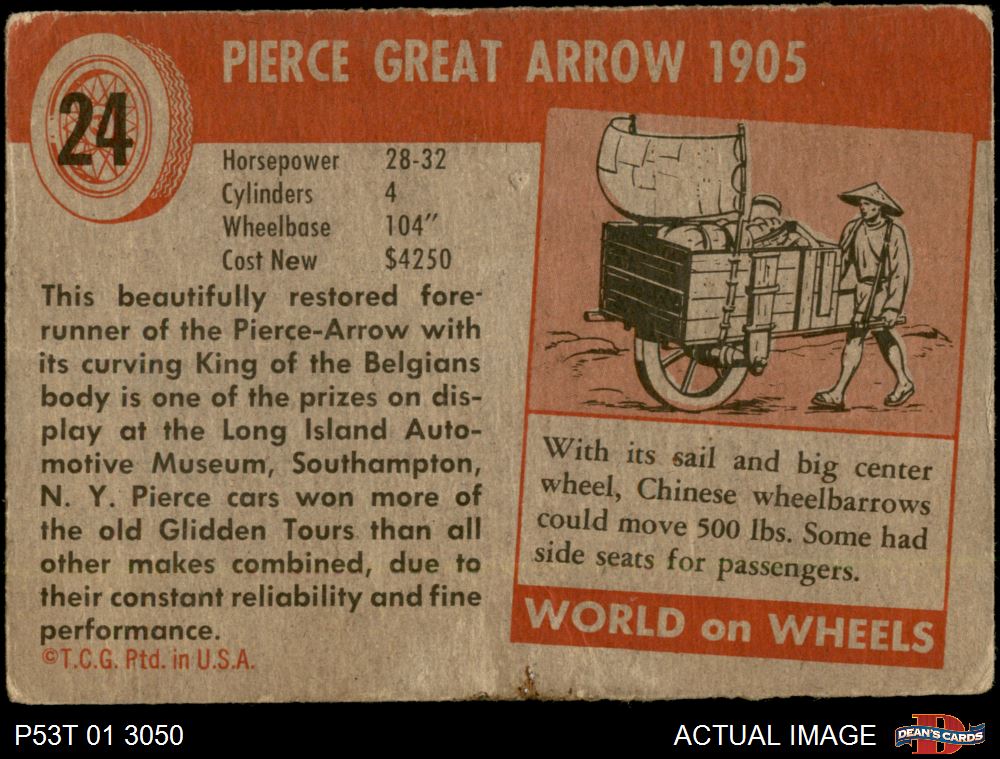 24
PIERCE GREAT ARROW 1905
Horsepower 28-32
Cylinders 4
Wheelbase 104"
Cost New $4250
This beautifully restored fore-
runner of the Pierce-Arrow with
its curving King of the Belgians
body is one of the prizes on dis-
play at the Long Island Auto-
motive Museum, Southampton,
N. Y. Pierce cars won more of
the old Glidden Tours than all
other makes combined, due to
their constant reliability and fine
performance.
©T.C.G. Ptd. in U.S.A.
With its sail and big center
wheel, Chinese wheelbarrows
could move 500 lbs. Some had
side seats for passengers.
WORLD on WHEELS
P53T 01 3050
ACTUAL IMAGE
D
DEAN'S CARDS